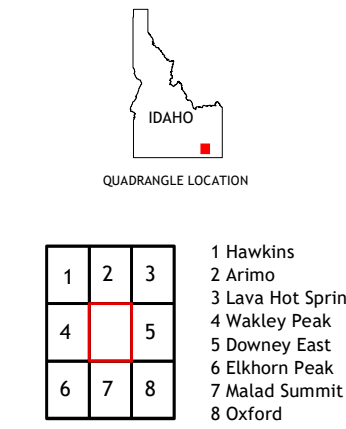 IDAHO
QUADRANGLE LOCATION
1 2 3
4 5
6 7 8
1 Hawkins
2 Arimo
3 Lava Hot Sprin
4 Wakley Peak
5 Downey East
6 Elkhorn Peak
7 Malad Summit
8 Oxford